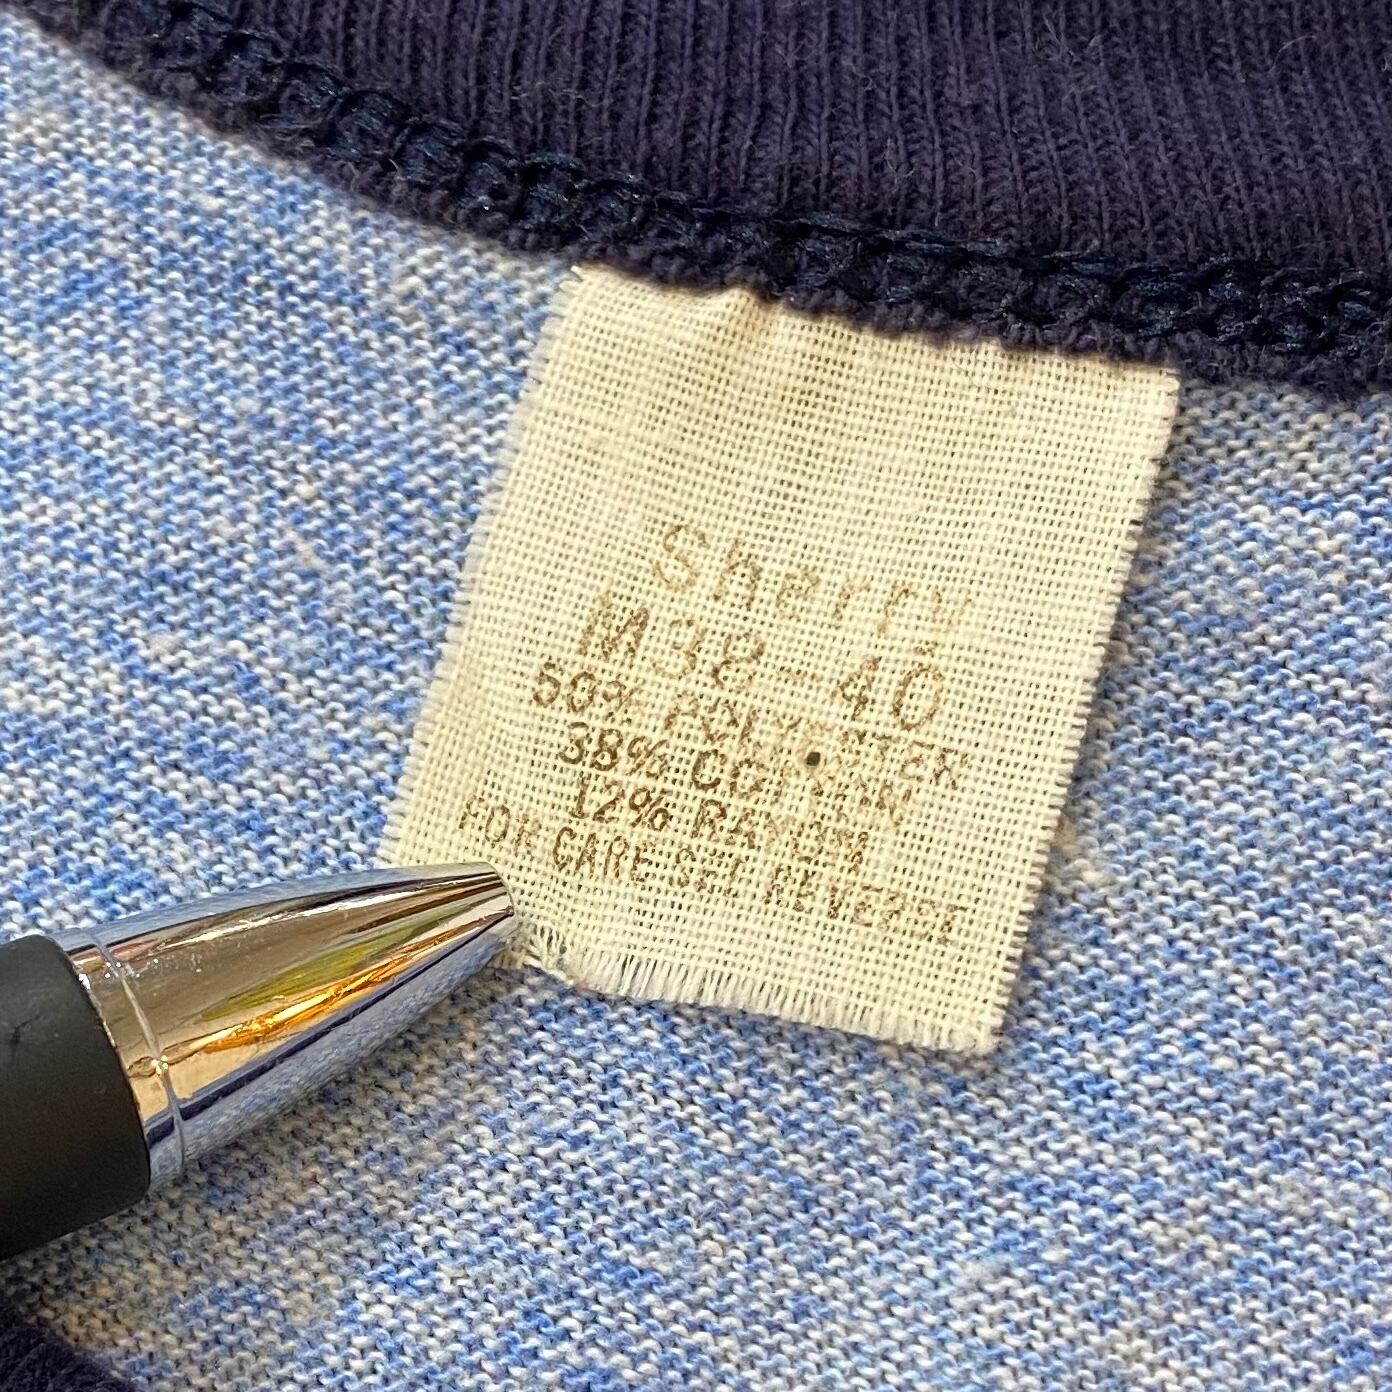 Sherry
M38-40
50% POLYESTER
38% COTTON
12% RAYON
FOR CARE SEE REVERSE